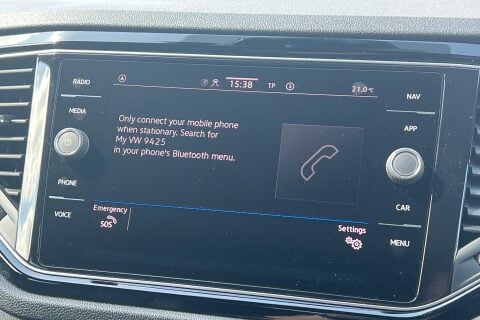 RADIO
MEDIA
PHONE
VOICE
15:38
TP
21.0°C
Only connect your mobile phone
when stationary. Search for
My VW 9425
in your phone's Bluetooth menu.
Emergency
SOS
Settings
NAV
APP
CAR
MENU